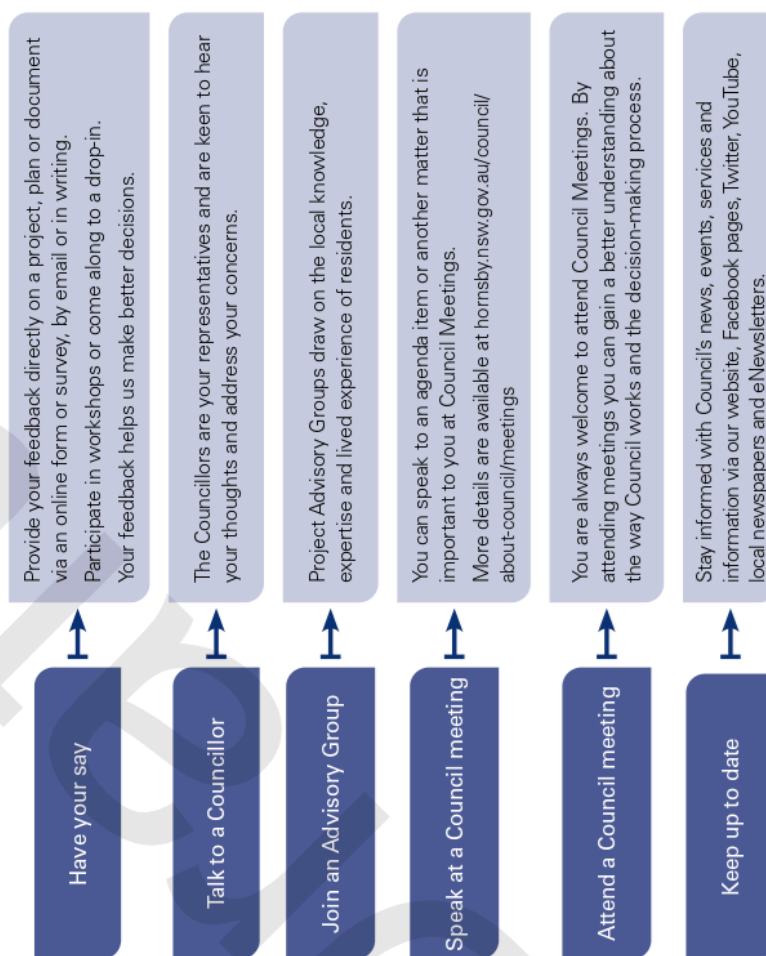 Have your say
Provide your feedback directly on a project, plan or document
via an online form or survey, by email or in writing.
Participate in workshops or come along to a drop-in.
Your feedback helps us make better decisions.
Talk to a Councillor
The Councillors are your representatives and are keen to hear
your thoughts and address your concerns.
Join an Advisory Group
Project Advisory Groups draw on the local knowledge,
expertise and lived experience of residents.
Speak at a Council meeting
You can speak to an agenda item or another matter that is
important to you at Council Meetings.
More details are available at hornsby.nsw.gov.au/council/
about-council/meetings
Attend a Council meeting
You are always welcome to attend Council Meetings. By
attending meetings you can gain a better understanding about
the way Council works and the decision-making process.
Keep up to date
Stay informed with Council's news, events, services and
information via our website, Facebook pages, Twitter, YouTube,
local newspapers and eNewsletters.